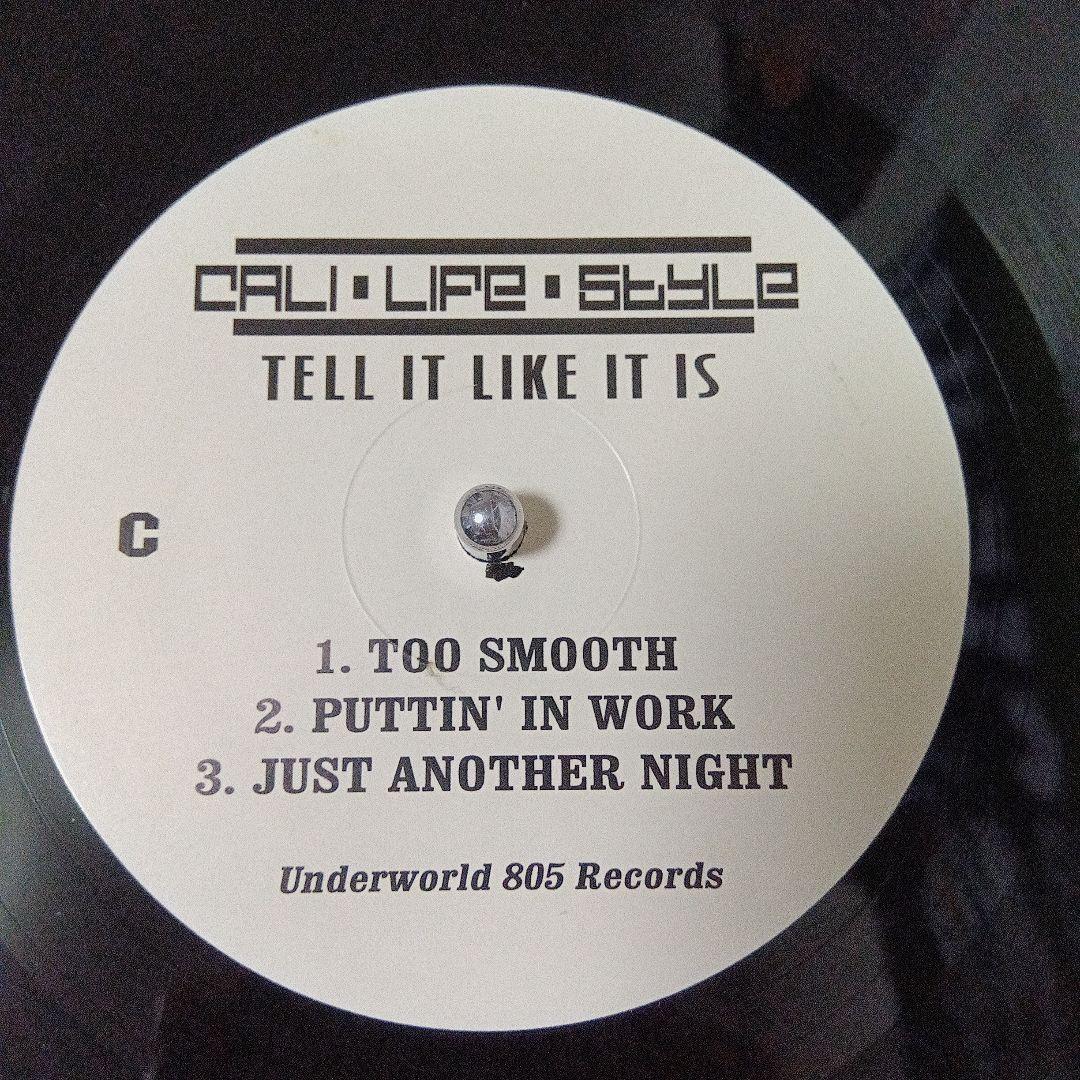 CALI · LIFE · STYLE
TELL IT LIKE IT IS
C
1. TOO SMOOTH
2. PUTTIN' IN WORK
3. JUST ANOTHER NIGHT
Underworld 805 Records